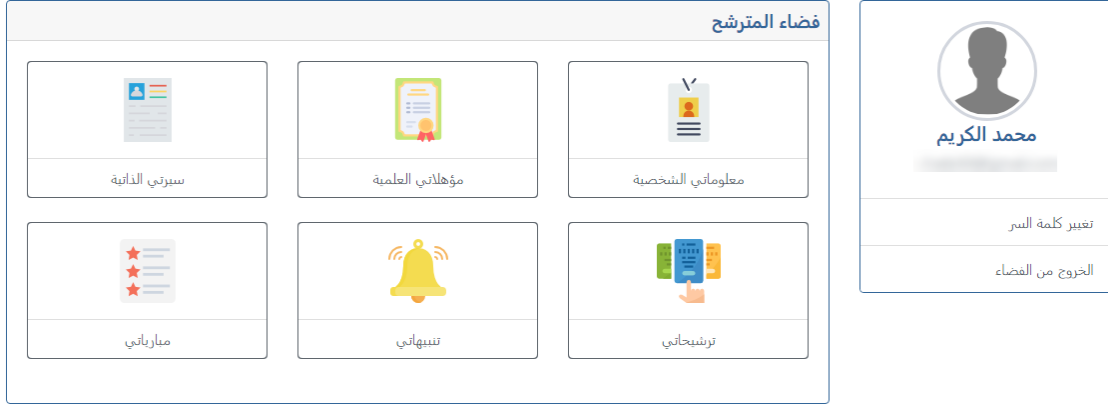 فضاء المترشح
معلوماتي الشخصية
مؤهلاتي العلمية
سيرتي الذاتية
ترشيحاتي
تنبيهاتي
مبارياتي
محمد الكريم
تغيير كلمة السر
الخروج من الفضاء